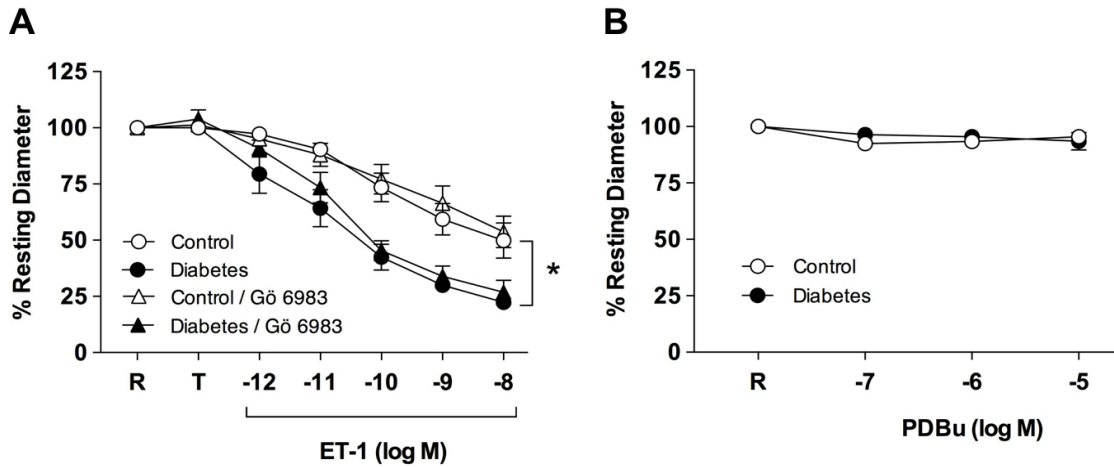 A
125
100
75
50
25
0
% Resting Diameter
Control
Diabetes
Control / Gö 6983
Diabetes / Gö 6983
*
R T -12 -11 -10 -9 -8
ET-1 (log M)
B
125
100
75
50
25
0
% Resting Diameter
Control
Diabetes
R -7 -6 -5
PDBu (log M)